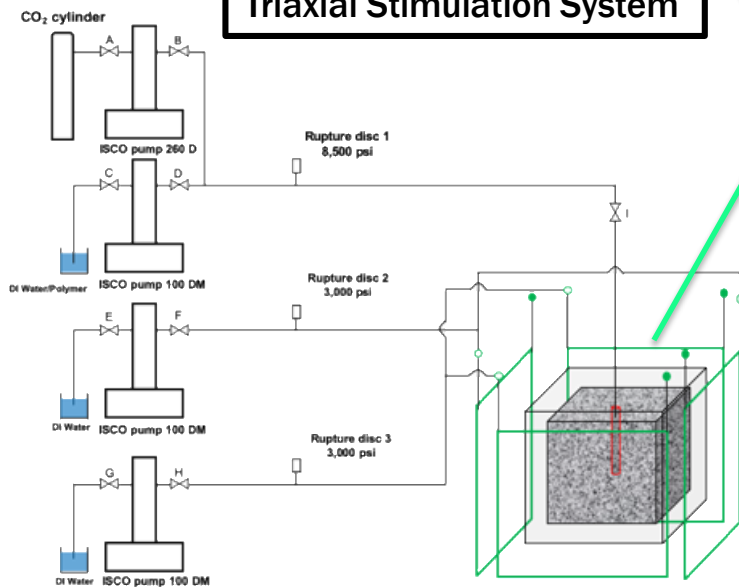 Triaxial Stimulation System
CO₂ cylinder
A
B
ISCO pump 260 D
Rupture disc 1
8,500 psi
C
D
I
DI Water/Polymer
ISCO pump 100 DM
Rupture disc 2
3,000 psi
E
F
DI Water
ISCO pump 100 DM
Rupture disc 3
3,000 psi
G
H
DI Water
ISCO pump 100 DM